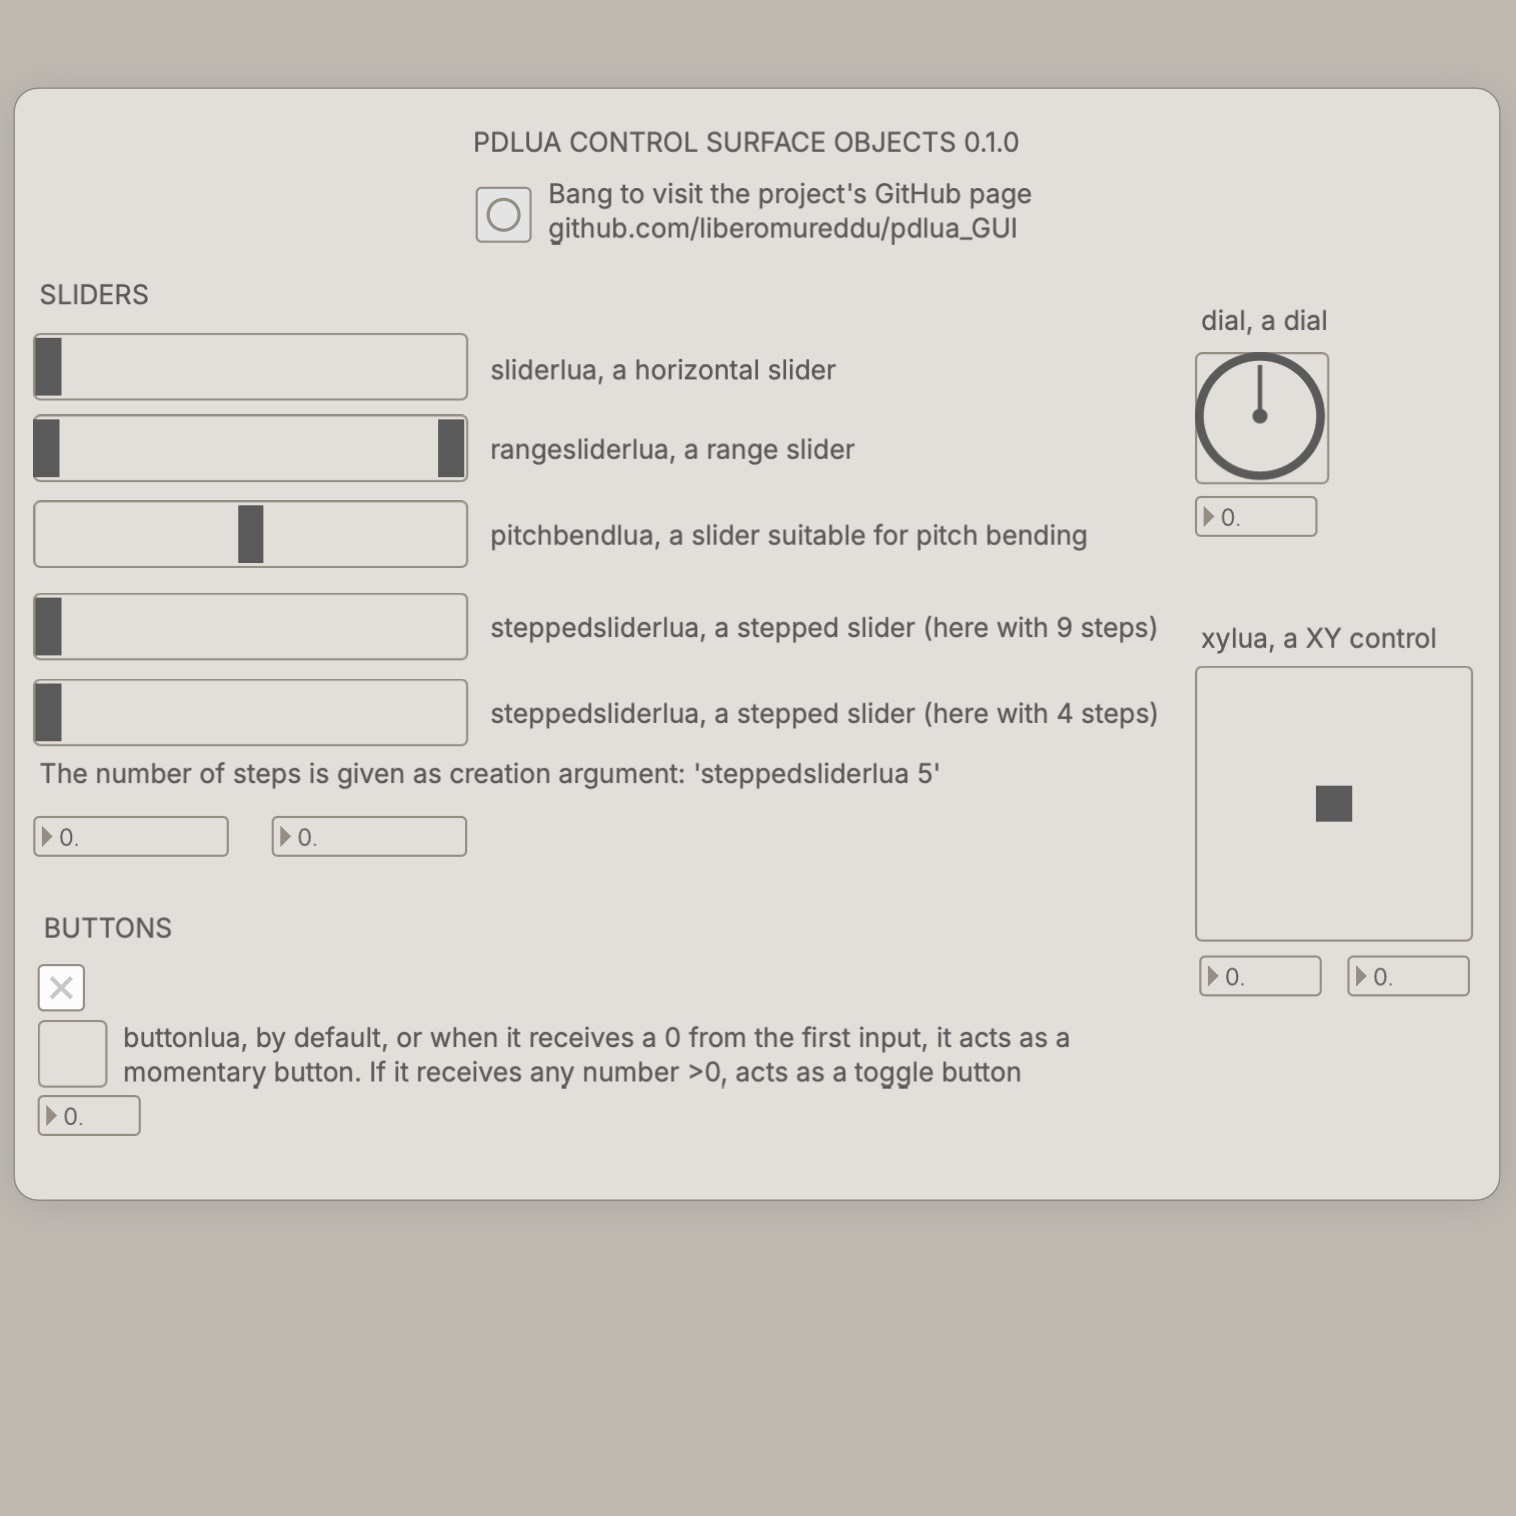 PDLUA CONTROL SURFACE OBJECTS 0.1.0
Bang to visit the project's GitHub page
github.com/liberomureddu/pdlua_GUI
SLIDERS
sliderlua, a horizontal slider
rangesliderlua, a range slider
pitchbendlua, a slider suitable for pitch bending
steppedsliderlua, a stepped slider (here with 9 steps)
steppedsliderlua, a stepped slider (here with 4 steps)
The number of steps is given as creation argument: 'steppedsliderlua 5'
0.
0.
dial, a dial
0.
xylua, a XY control
0.
0.
BUTTONS
buttonlua, by default, or when it receives a 0 from the first input, it acts as a
momentary button. If it receives any number >0, acts as a toggle button
0.